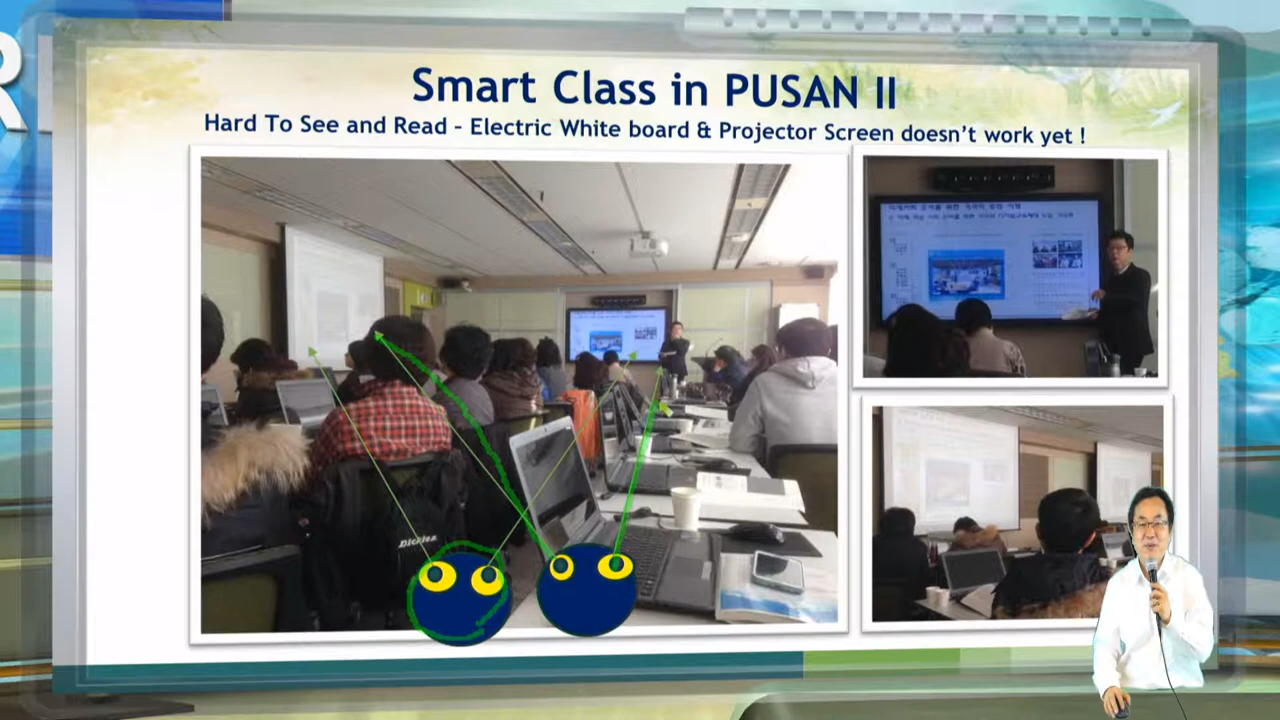 R
Smart Class in PUSAN II
Hard To See and Read - Electric White board & Projector Screen doesn't work yet !
Dickies